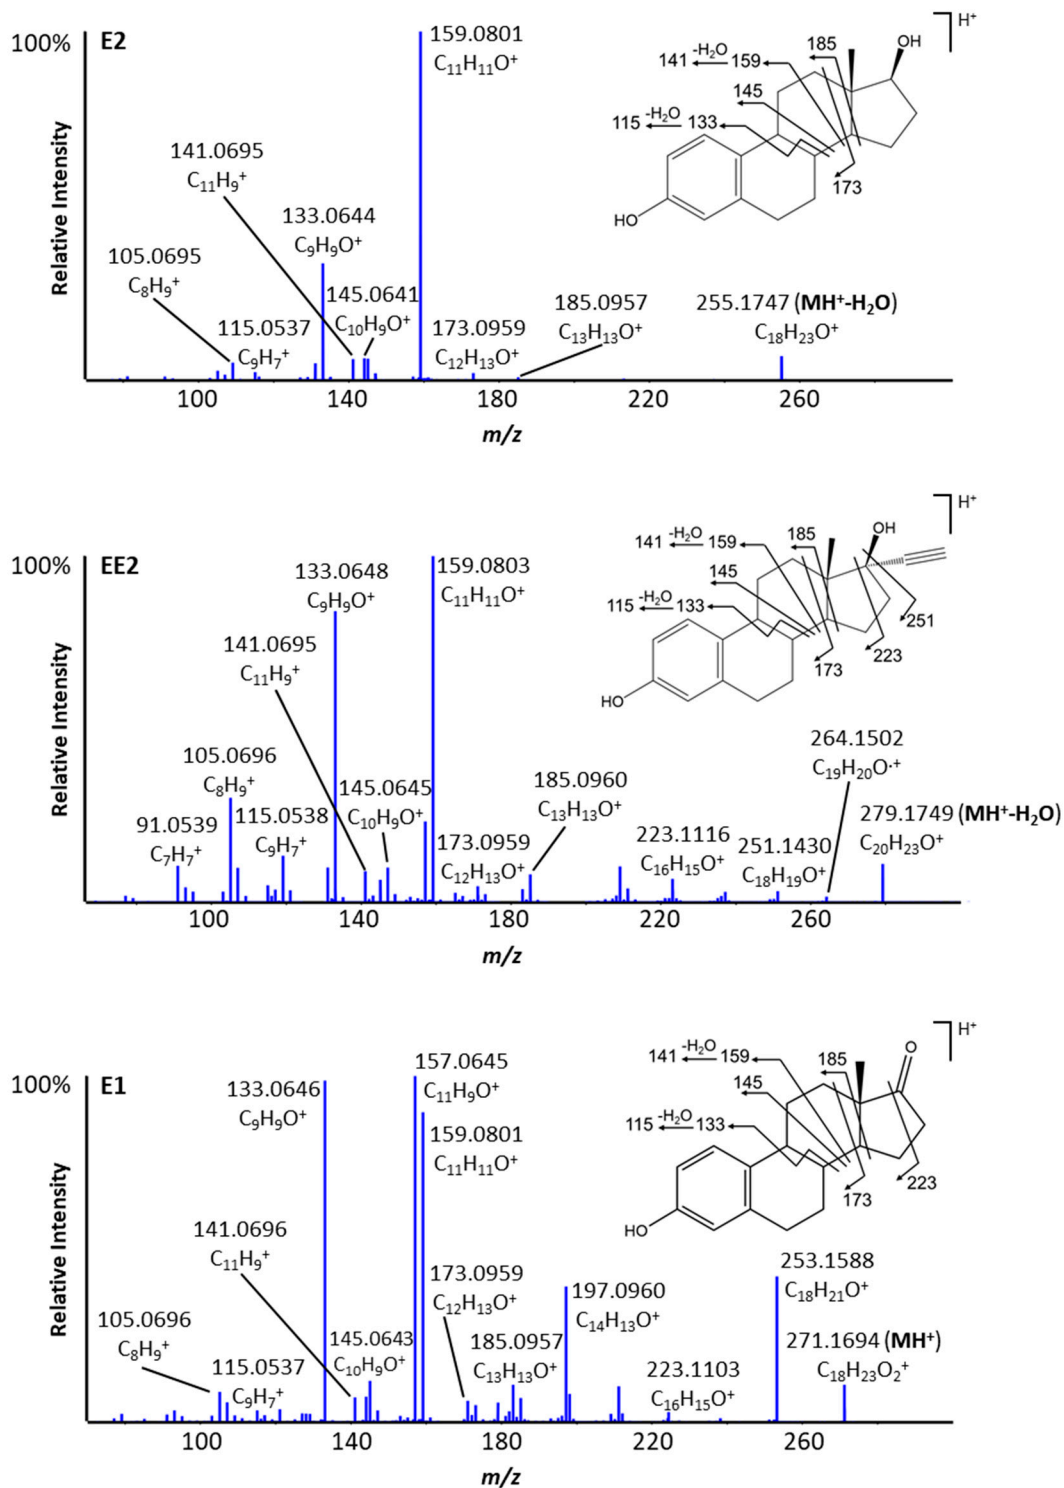 100%
E2
Relative Intensity
159.0801
C₁₁H₁₁O⁺
141.0695
C₁₁H₉⁺
133.0644
C₉H₉O⁺
105.0695
C₈H₉⁺
145.0641
C₁₀H₉O⁺
115.0537
C₉H₇⁺
173.0959
C₁₂H₁₃O⁺
185.0957
C₁₃H₁₃O⁺
255.1747 (MH⁺-H₂O)
C₁₈H₂₃O⁺
H⁺
OH
185
141 -H₂O 159
145
115 -H₂O 133
173
HO
100 140 180 220 260
m/z
100%
EE2
Relative Intensity
159.0803
C₁₁H₁₁O⁺
133.0648
C₉H₉O⁺
141.0695
C₁₁H₉⁺
105.0696
C₈H₉⁺
145.0645
C₁₀H₉O⁺
91.0539
C₇H₇⁺
115.0538
C₉H₇⁺
173.0959
C₁₂H₁₃O⁺
185.0960
C₁₃H₁₃O⁺
223.1116
C₁₆H₁₅O⁺
251.1430
C₁₈H₁₉O⁺
264.1502
C₁₉H₂₀O·⁺
279.1749 (MH⁺-H₂O)
C₂₀H₂₃O⁺
H⁺
OH
185
141 -H₂O 159
145
115 -H₂O 133
251
223
173
HO
100 140 180 220 260
m/z
100%
E1
Relative Intensity
133.0646
C₉H₉O⁺
157.0645
C₁₁H₉O⁺
159.0801
C₁₁H₁₁O⁺
141.0696
C₁₁H₉⁺
105.0696
C₈H₉⁺
115.0537
C₉H₇⁺
145.0643
C₁₀H₉O⁺
173.0959
C₁₂H₁₃O⁺
185.0957
C₁₃H₁₃O⁺
197.0960
C₁₄H₁₃O⁺
223.1103
C₁₆H₁₅O⁺
253.1588
C₁₈H₂₁O⁺
271.1694 (MH⁺)
C₁₈H₂₃O₂⁺
H⁺
O
185
141 -H₂O 159
145
115 -H₂O 133
223
173
HO
100 140 180 220 260
m/z